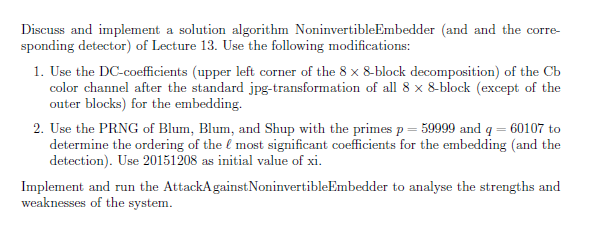 Discuss and implement a solution algorithm NoninvertibleEmbedder (and and the corre-
sponding detector) of Lecture 13. Use the following modifications:
1. Use the DC-coefficients (upper left corner of the 8 × 8-block decomposition) of the Cb
color channel after the standard jpg-transformation of all 8 × 8-block (except of the
outer blocks) for the embedding.
2. Use the PRNG of Blum, Blum, and Shup with the primes p = 59999 and q = 60107 to
determine the ordering of the ℓ most significant coefficients for the embedding (and the
detection). Use 20151208 as initial value of xi.
Implement and run the AttackAgainstNoninvertibleEmbedder to analyse the strengths and
weaknesses of the system.